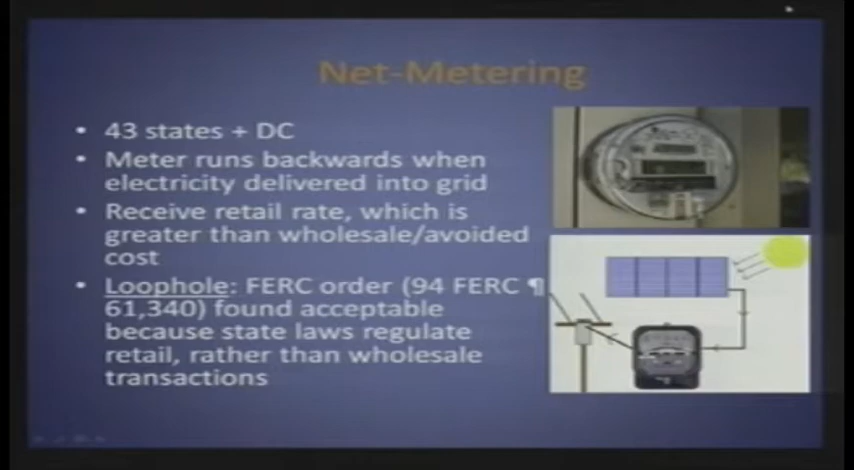 Net-Metering
• 43 states + DC
• Meter runs backwards when
electricity delivered into grid
• Receive retail rate, which is
greater than wholesale/avoided
cost
• Loophole: FERC order (94 FERC ¶
61,340) found acceptable
because state laws regulate
retail, rather than wholesale
transactions